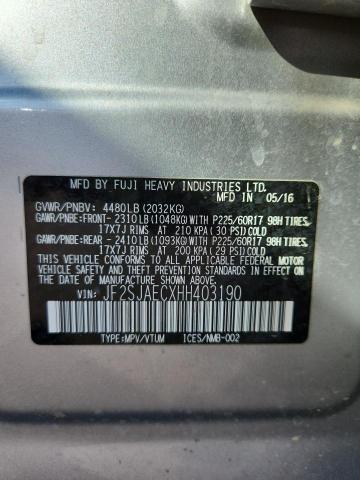 MFD BY FUJI HEAVY INDUSTRIES LTD.
MFD IN 05/16
GVWR/PNBV: 4480LB (2032KG)
GAWR/PNBE:FRONT- 2310LB(1048KG)WITH P225/60R17 98H TIRES,
17X7J RIMS AT 210 KPA( 30 PSI)COLD
GAWR/PNBE:REAR - 2410LB(1093KG)WITH P225/60R17 98H TIRES,
17X7J RIMS AT 200 KPA( 29 PSI)COLD
THIS VEHICLE CONFORMS TO ALL APPLICABLE
FEDERAL MOTOR VEHICLE SAFETY STANDARDS IN
EFFECT ON THE DATE OF MANUFACTURE SHOWN ABOVE.
VIN: JF2SJAECXHH403190
TYPE:MPV/VTUM ICES/NMB-002